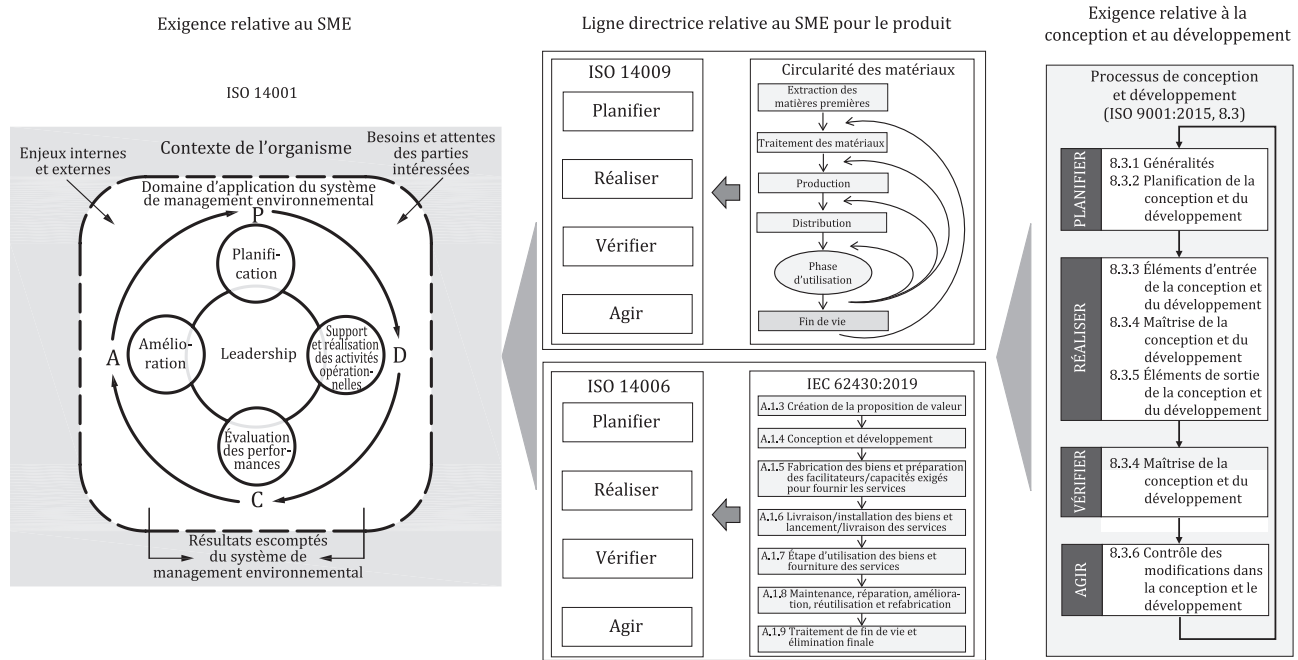 Exigence relative au SME
ISO 14001
Enjeux internes
et externes
Contexte de l'organisme
Besoins et attentes
des parties
intéressées
Domaine d'application du système
de management environnemental
P
Planifi-
cation
A
Amélio-
ration
Leadership
Support
et réalisation
des activités
opération-
nelles
D
Évaluation
des perfor-
mances
C
Résultats escomptés
du système de
management environnemental
Ligne directrice relative au SME pour le produit
ISO 14009
Planifier
Réaliser
Vérifier
Agir
Circularité des matériaux
Extraction des
matières premières
Traitement des matériaux
Production
Distribution
Phase
d'utilisation
Fin de vie
ISO 14006
Planifier
Réaliser
Vérifier
Agir
IEC 62430:2019
A.1.3 Création de la proposition de valeur
A.1.4 Conception et développement
A.1.5 Fabrication des biens et préparation
des facilitateurs/capacités exigés
pour fournir les services
A.1.6 Livraison/installation des biens et
lancement/livraison des services
A.1.7 Étape d'utilisation des biens et
fourniture des services
A.1.8 Maintenance, réparation, améliora-
tion, réutilisation et refabrication
A.1.9 Traitement de fin de vie et
élimination finale
Exigence relative à la
conception et au développement
Processus de conception
et développement
(ISO 9001:2015, 8.3)
PLANIFIER
8.3.1 Généralités
8.3.2 Planification de la
conception et du
développement
RÉALISER
8.3.3 Éléments d'entrée
de la conception et
du développement
8.3.4 Maîtrise de la
conception et du
développement
8.3.5 Éléments de sortie
de la conception et
du développement
VÉRIFIER
8.3.4 Maîtrise de la
conception et du
développement
AGIR
8.3.6 Contrôle des
modifications dans
la conception et le
développement